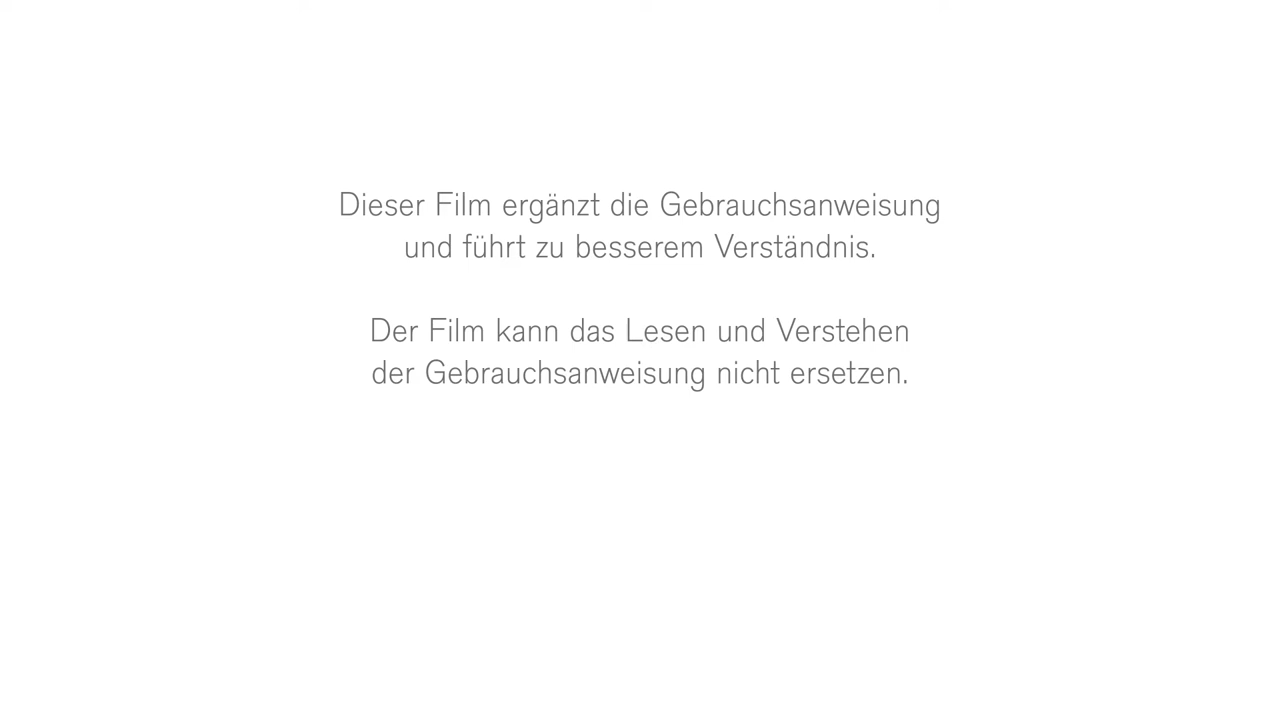 Dieser Film ergänzt die Gebrauchsanweisung
und führt zu besserem Verständnis.
Der Film kann das Lesen und Verstehen
der Gebrauchsanweisung nicht ersetzen.